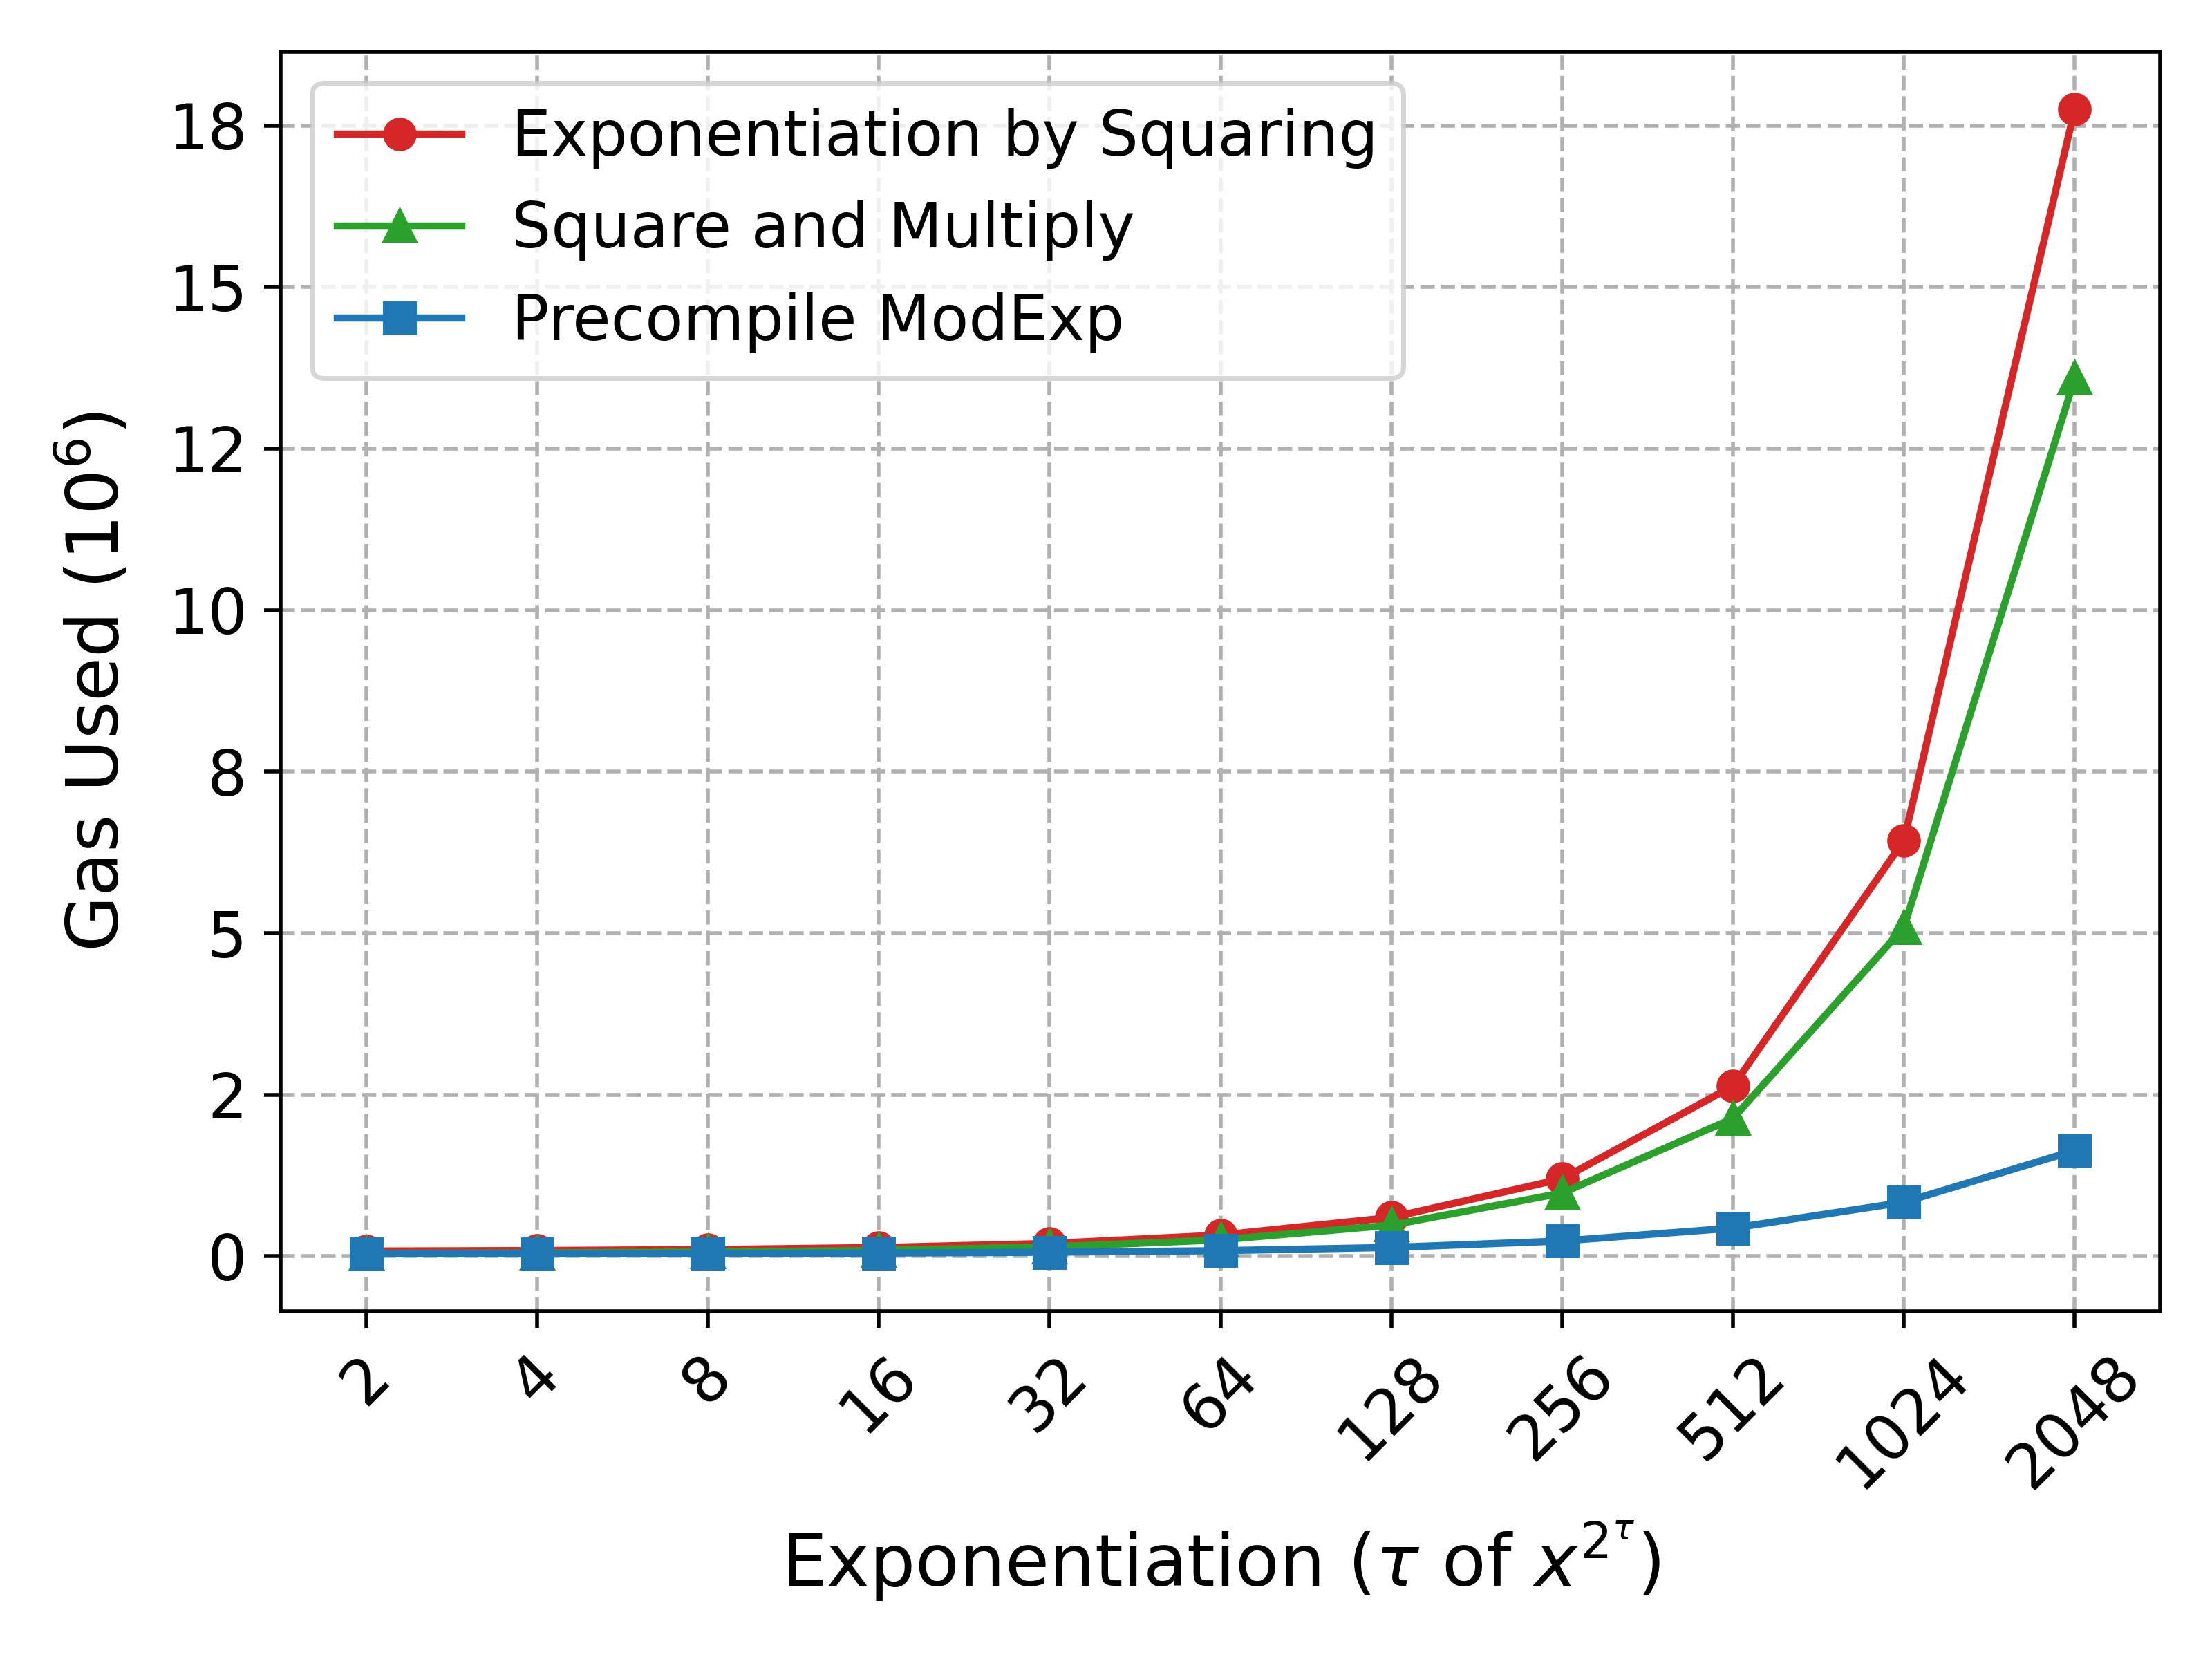 Exponentiation by Squaring
Square and Multiply
Precompile ModExp
Gas Used (10⁶)
18
15
12
10
8
5
2
0
2 4 8 16 32 64 128 256 512 1024 2048
Exponentiation (τ of x^{2^τ})